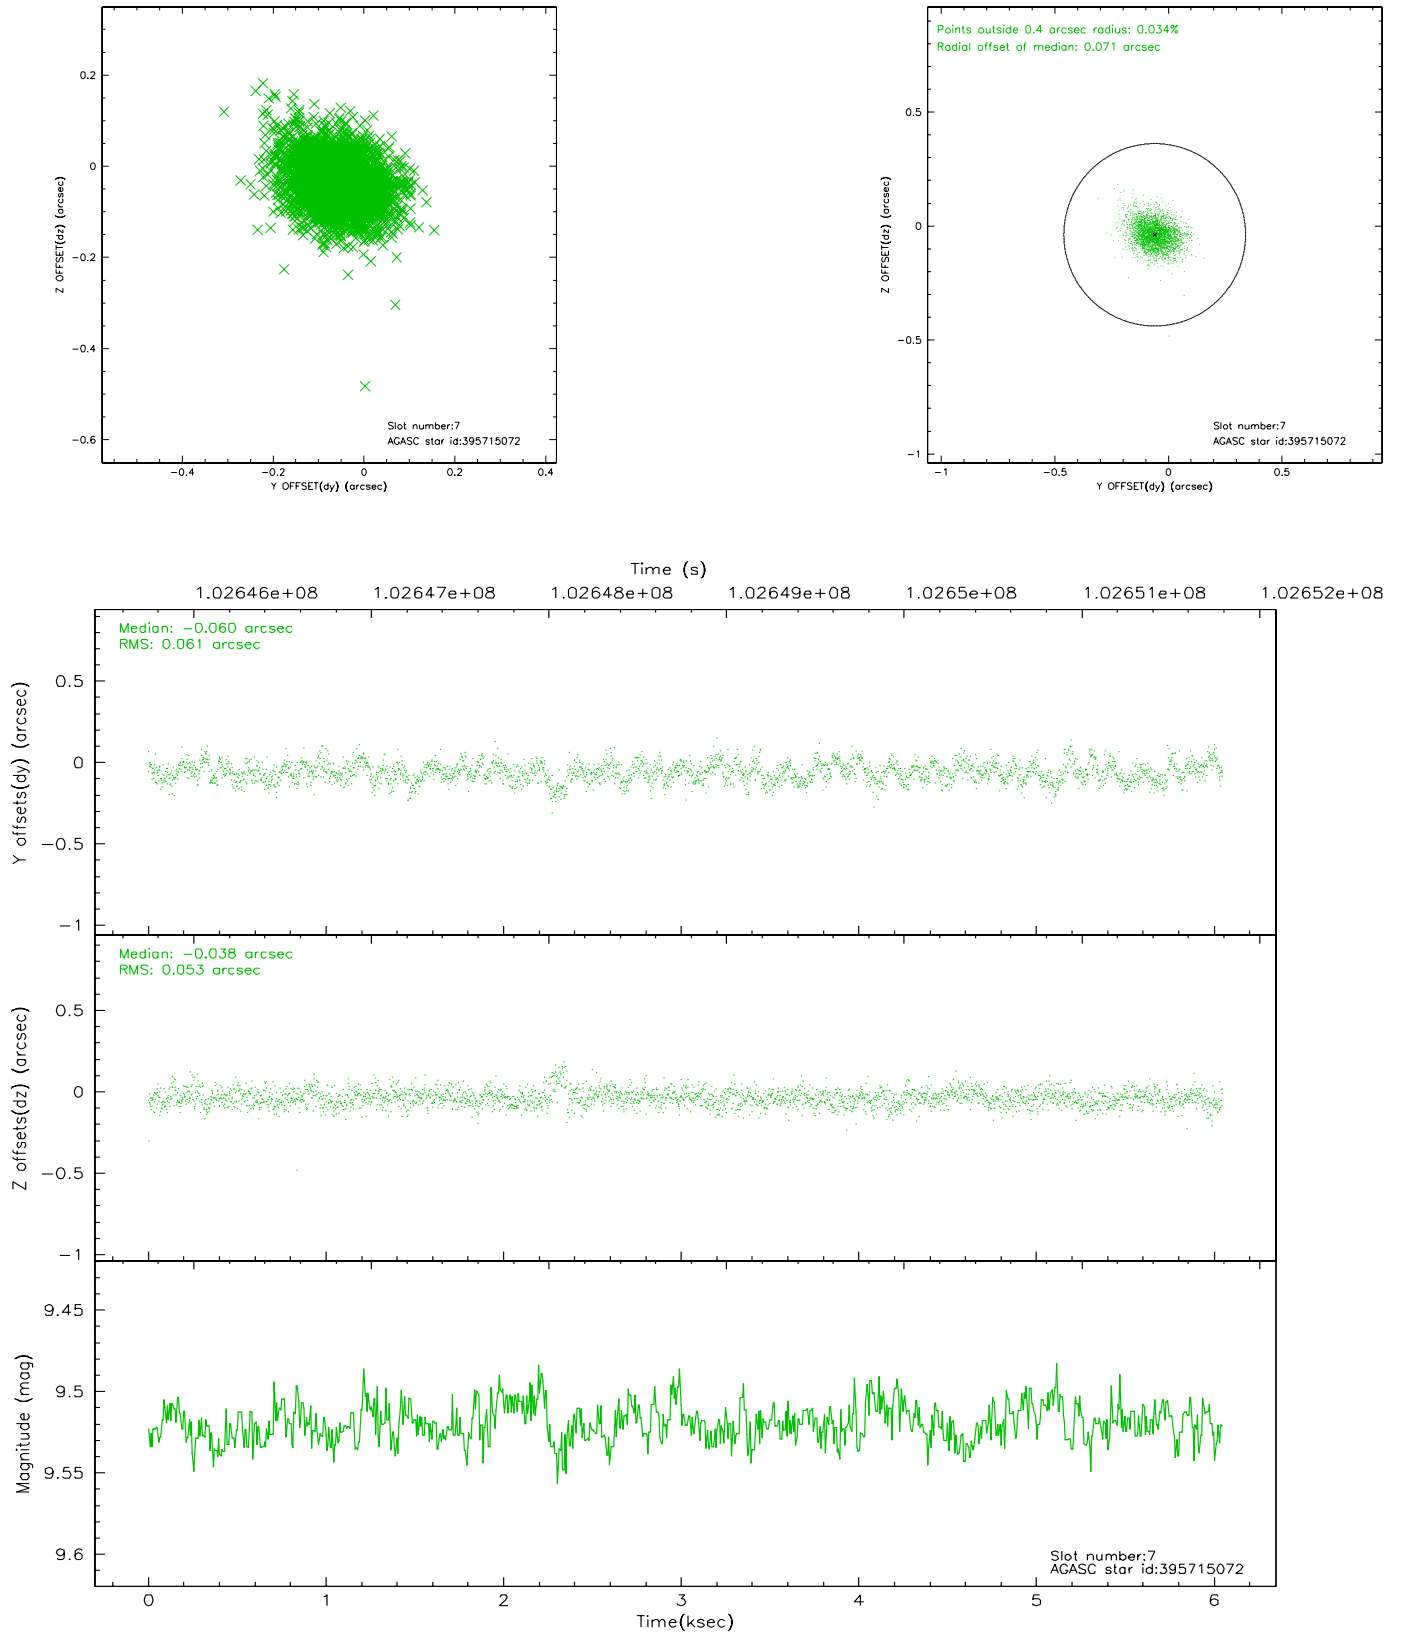 0.2
0
-0.2
-0.4
-0.6
Z OFFSET(dz) (arcsec)
Slot number:7
AGASC star id:395715072
-0.4 -0.2 0 0.2 0.4
Y OFFSET(dy) (arcsec)
Points outside 0.4 arcsec radius: 0.034%
Radial offset of median: 0.071 arcsec
0.5
0
-0.5
-1
Z OFFSET(dz) (arcsec)
Slot number:7
AGASC star id:395715072
-1 -0.5 0 0.5
Y OFFSET(dy) (arcsec)
Time (s)
1.02646e+08 1.02647e+08 1.02648e+08 1.02649e+08 1.0265e+08 1.02651e+08 1.02652e+08
Median: -0.060 arcsec
RMS: 0.061 arcsec
0.5
0
-0.5
-1
Y offsets(dy) (arcsec)
Median: -0.038 arcsec
RMS: 0.053 arcsec
0.5
0
-0.5
-1
Z offsets(dz) (arcsec)
9.45
9.5
9.55
9.6
Magnitude (mag)
Slot number:7
AGASC star id:395715072
0 1 2 3 4 5 6
Time(ksec)